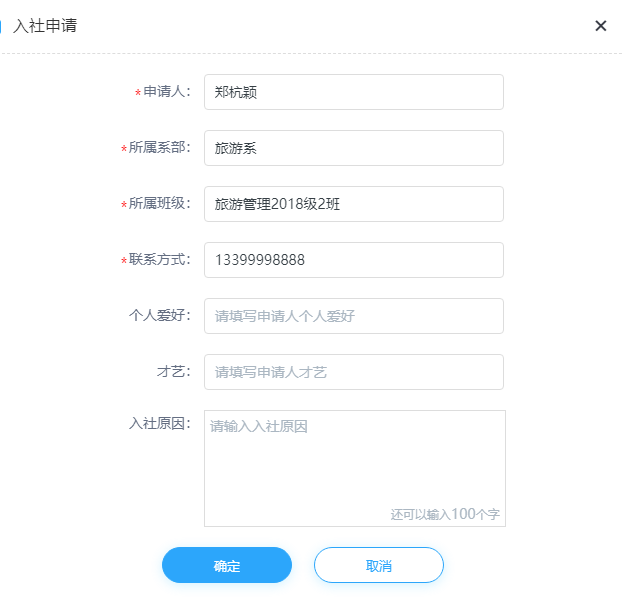 入社申请
*申请人： 郑杭颖
*所属系部： 旅游系
*所属班级： 旅游管理2018级2班
*联系方式： 13399998888
个人爱好： 请填写申请人个人爱好
才艺： 请填写申请人才艺
入社原因： 请输入入社原因
还可以输入100个字
确定 取消